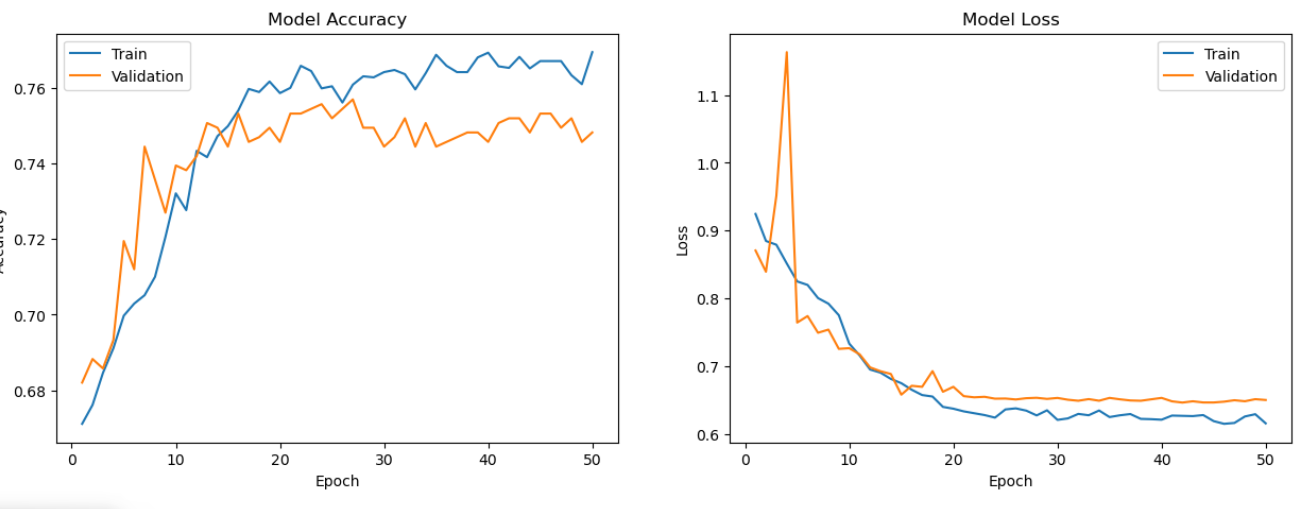 Model Accuracy
Train
Validation
0.76
0.74
0.72
0.70
0.68
0
10
20
30
40
50
Epoch
Model Loss
Train
Validation
Loss
1.1
1.0
0.9
0.8
0.7
0.6
0
10
20
30
40
50
Epoch